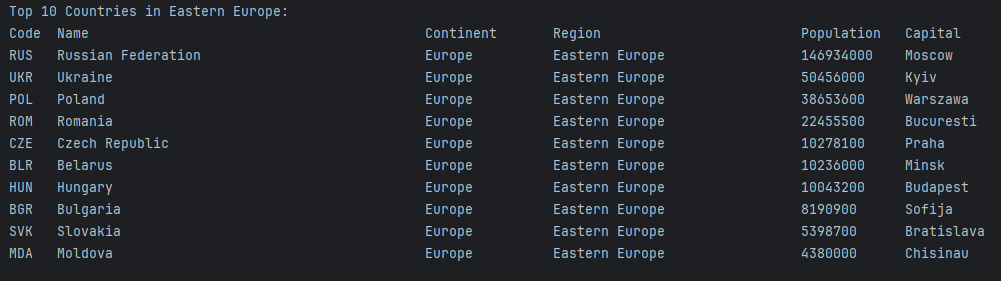 Top 10 Countries in Eastern Europe:
Code Name Continent Region Population Capital
RUS Russian Federation Europe Eastern Europe 146934000 Moscow
UKR Ukraine Europe Eastern Europe 50456000 Kyiv
POL Poland Europe Eastern Europe 38653600 Warszawa
ROM Romania Europe Eastern Europe 22455500 Bucuresti
CZE Czech Republic Europe Eastern Europe 10278100 Praha
BLR Belarus Europe Eastern Europe 10236000 Minsk
HUN Hungary Europe Eastern Europe 10043200 Budapest
BGR Bulgaria Europe Eastern Europe 8190900 Sofija
SVK Slovakia Europe Eastern Europe 5398700 Bratislava
MDA Moldova Europe Eastern Europe 4380000 Chisinau